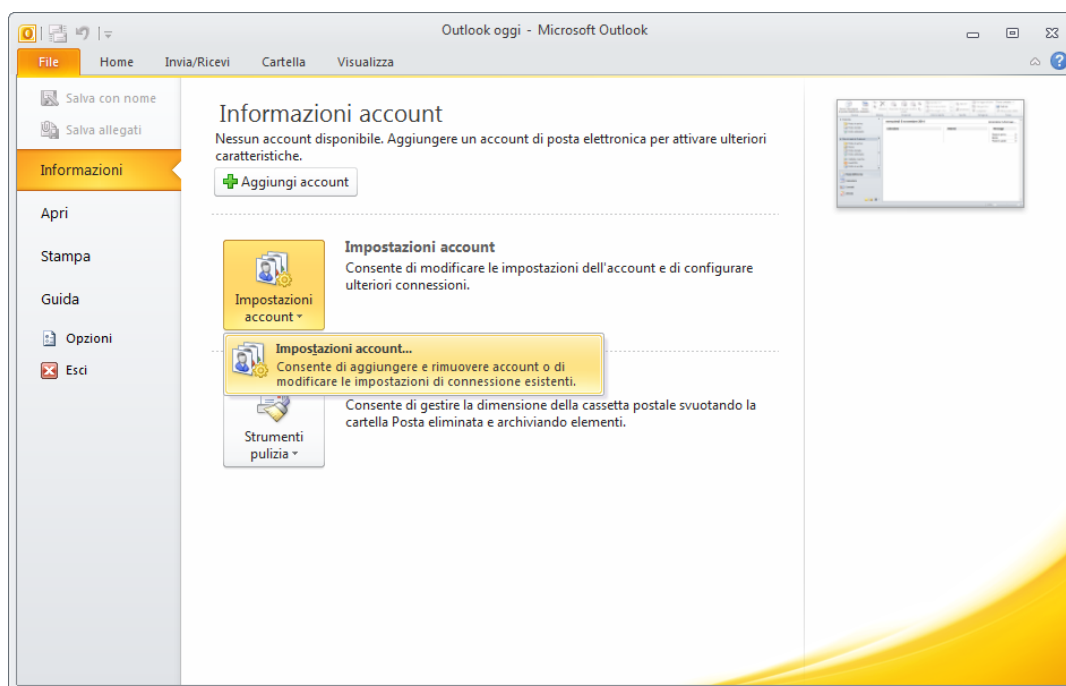 Outlook oggi - Microsoft Outlook
File Home Invia/Ricevi Cartella Visualizza
Salva con nome
Salva allegati
Informazioni
Apri
Stampa
Guida
Opzioni
Esci
Informazioni account
Nessun account disponibile. Aggiungere un account di posta elettronica per attivare ulteriori
caratteristiche.
Aggiungi account
Impostazioni
account
Impostazioni account
Consente di modificare le impostazioni dell'account e di configurare
ulteriori connessioni.
Impostazioni account...
Consente di aggiungere e rimuovere account o di
modificare le impostazioni di connessione esistenti.
Strumenti
pulizia
Consente di gestire la dimensione della cassetta postale svuotando la
cartella Posta eliminata e archiviando elementi.